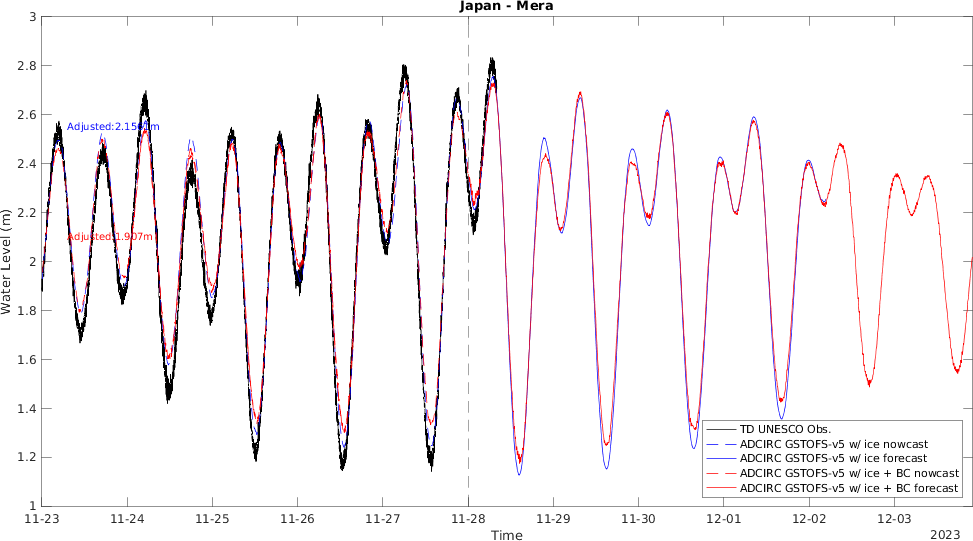 Japan - Mera
3
2.8
2.6
2.4
2.2
2
1.8
1.6
1.4
1.2
1
Water Level (m)
Adjusted:1.907m
TD UNESCO Obs.
ADCIRC GSTOFS-v5 w/ ice nowcast
ADCIRC GSTOFS-v5 w/ ice forecast
ADCIRC GSTOFS-v5 w/ ice + BC nowcast
ADCIRC GSTOFS-v5 w/ ice + BC forecast
11-23
11-24
11-25
11-26
11-27
11-28
11-29
11-30
12-01
12-02
12-03
Time
2023